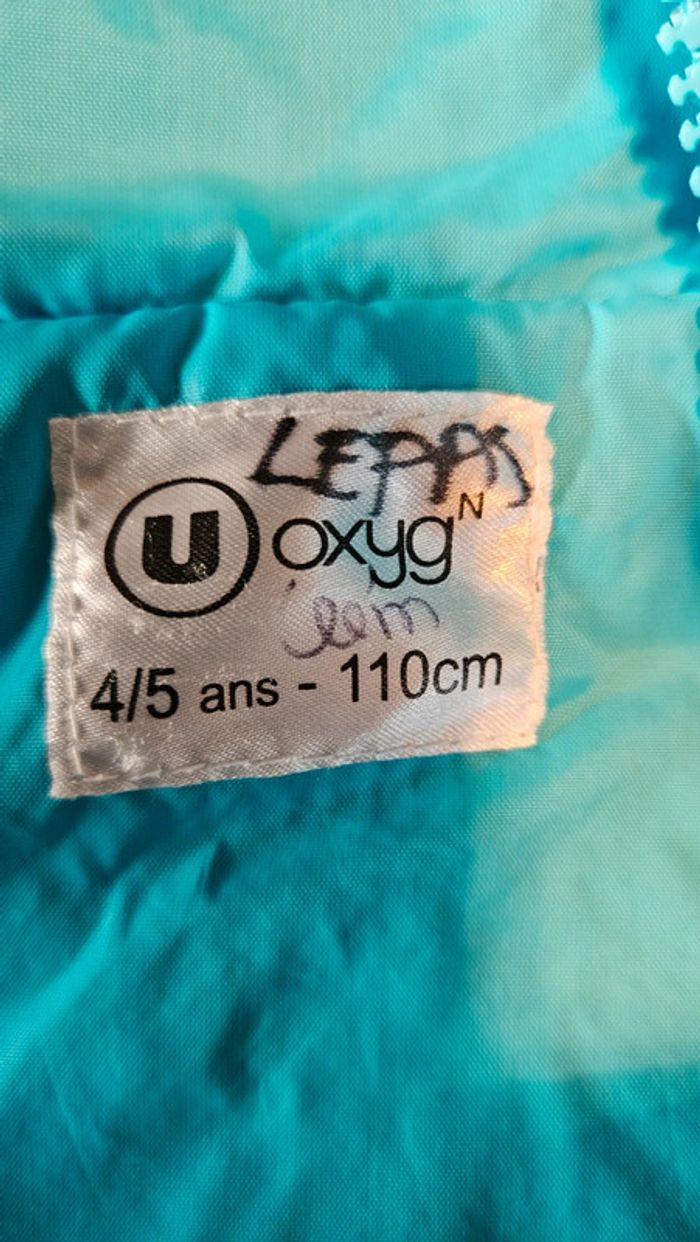 LEPPS
U oxyg N
4/5 ans - 110cm